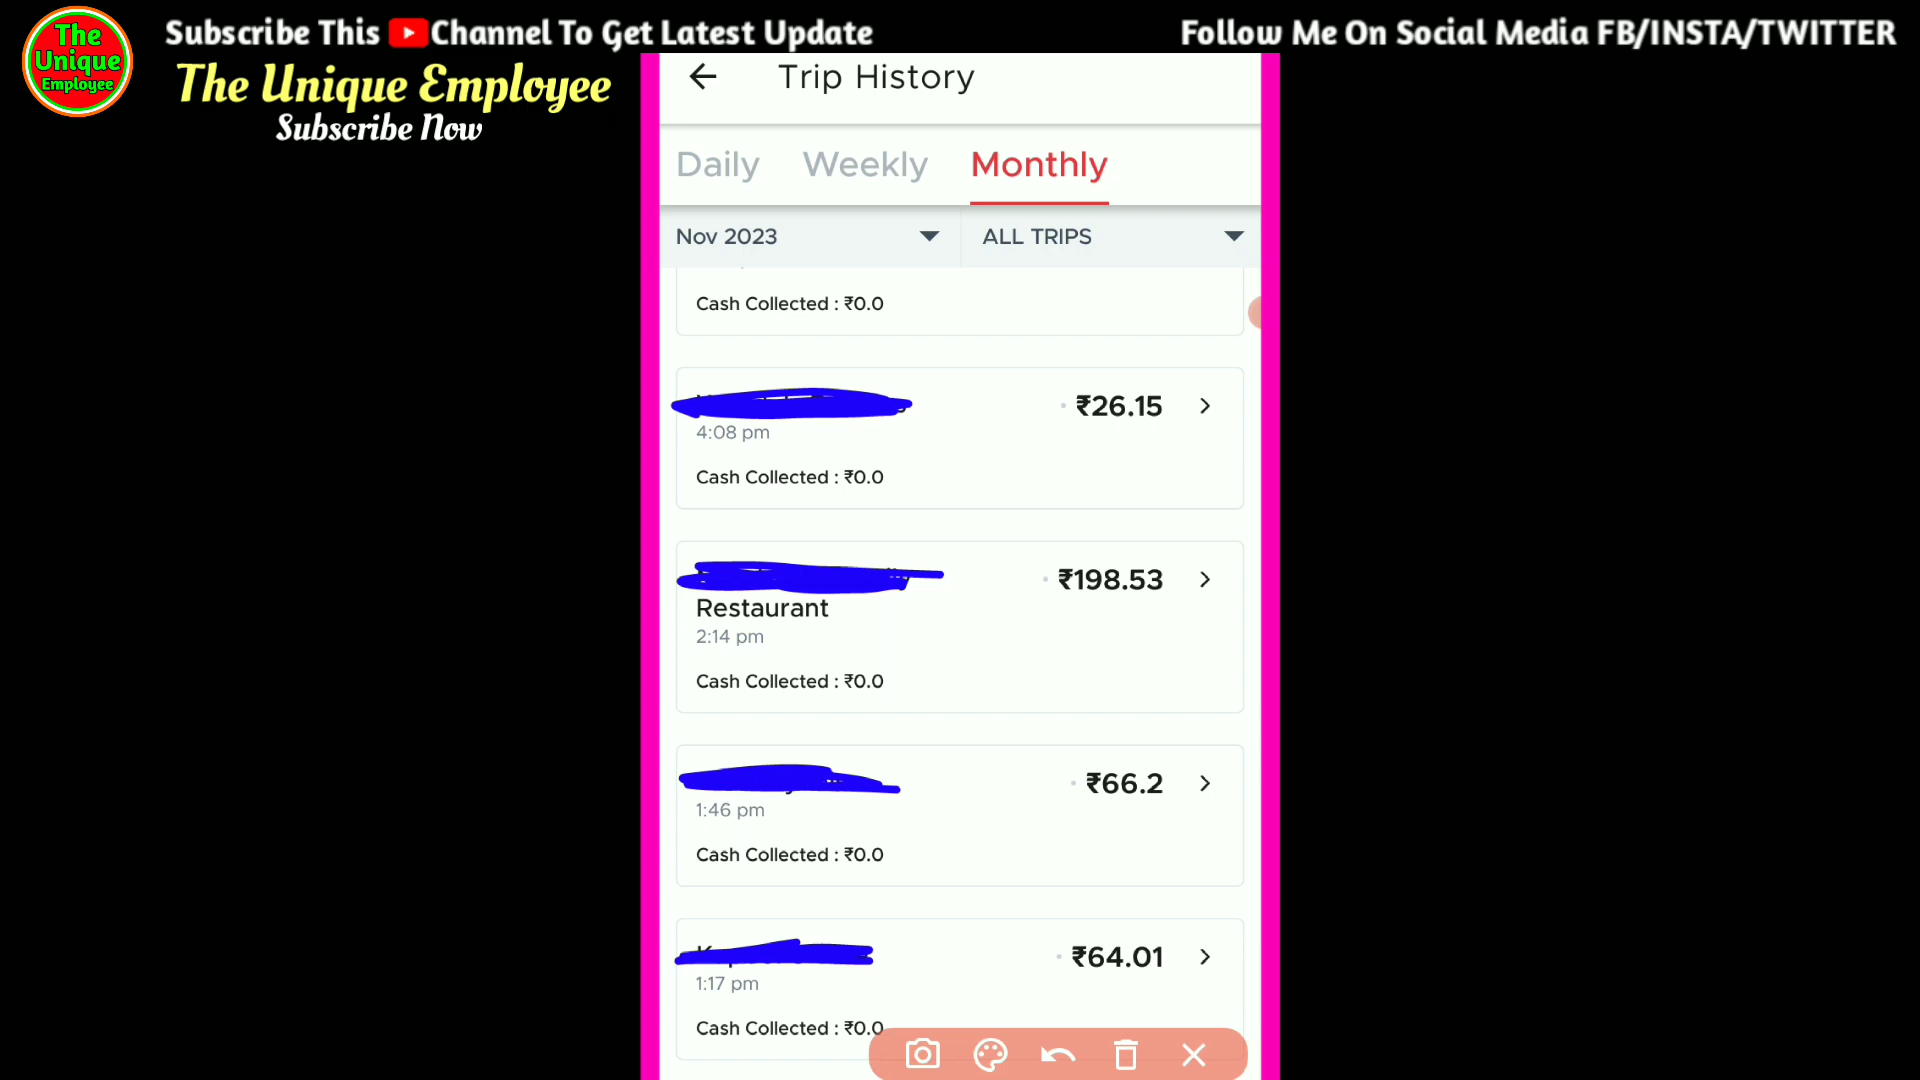 The
Unique
Employee
Subscribe This Channel To Get Latest Update
The Unique Employee
Subscribe Now
Follow Me On Social Media FB/INSTA/TWITTER
Trip History
Daily Weekly Monthly
Nov 2023 ALL TRIPS
Cash Collected : ₹0.0
₹26.15
4:08 pm
Cash Collected : ₹0.0
₹198.53
Restaurant
2:14 pm
Cash Collected : ₹0.0
₹66.2
1:46 pm
Cash Collected : ₹0.0
₹64.01
1:17 pm
Cash Collected : ₹0.0